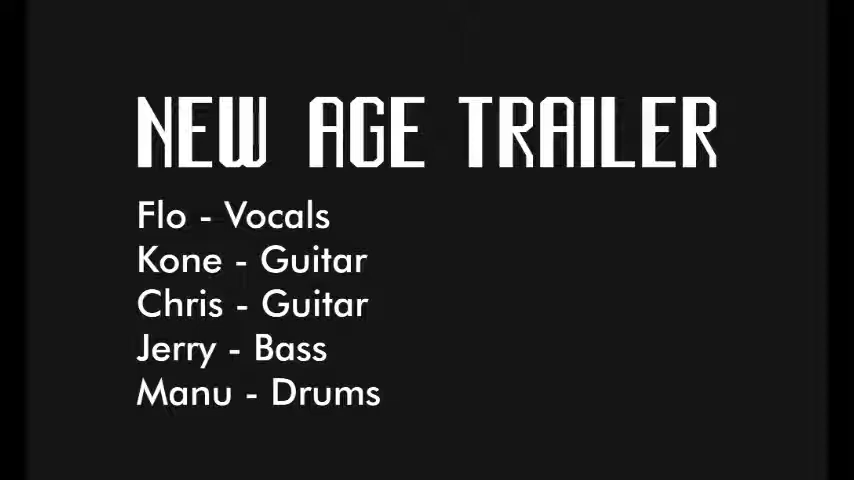 NEW AGE TRAILER
Flo - Vocals
Kone - Guitar
Chris - Guitar
Jerry - Bass
Manu - Drums